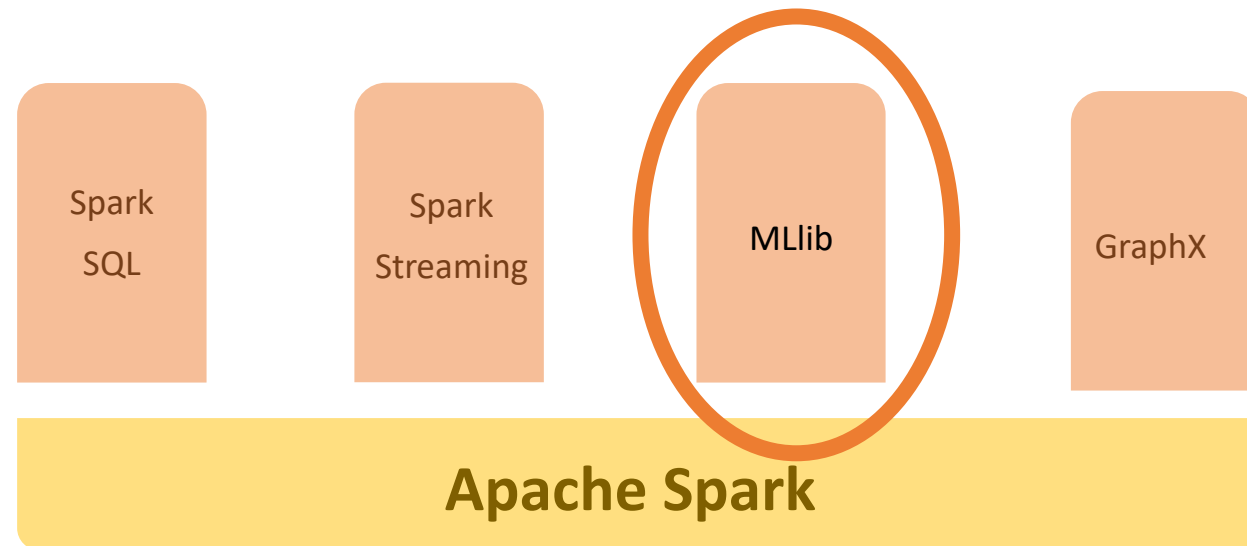 Spark
SQL
Spark
Streaming
MLlib
GraphX
Apache Spark